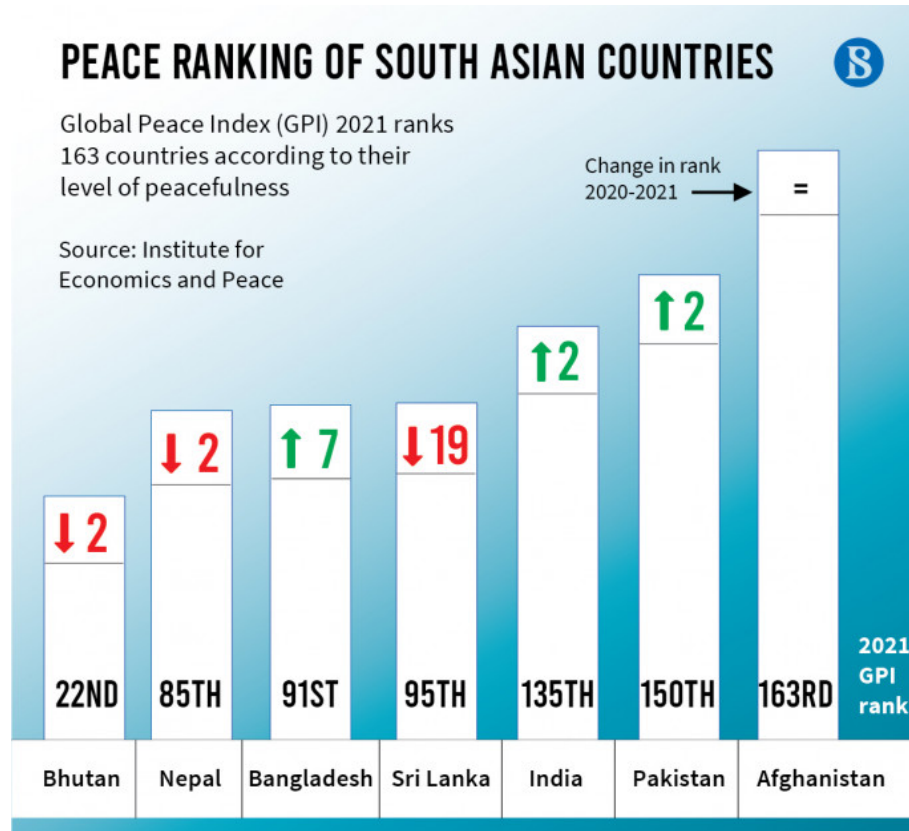 PEACE RANKING OF SOUTH ASIAN COUNTRIES
BS
Global Peace Index (GPI) 2021 ranks
163 countries according to their
level of peacefulness
Source: Institute for
Economics and Peace
Change in rank
2020-2021
=
↑2
↑2
↓2
↑7
↓19
↓2
22ND 85TH 91ST 95TH 135TH 150TH 163RD
2021
GPI
rank
Bhutan Nepal Bangladesh Sri Lanka India Pakistan Afghanistan